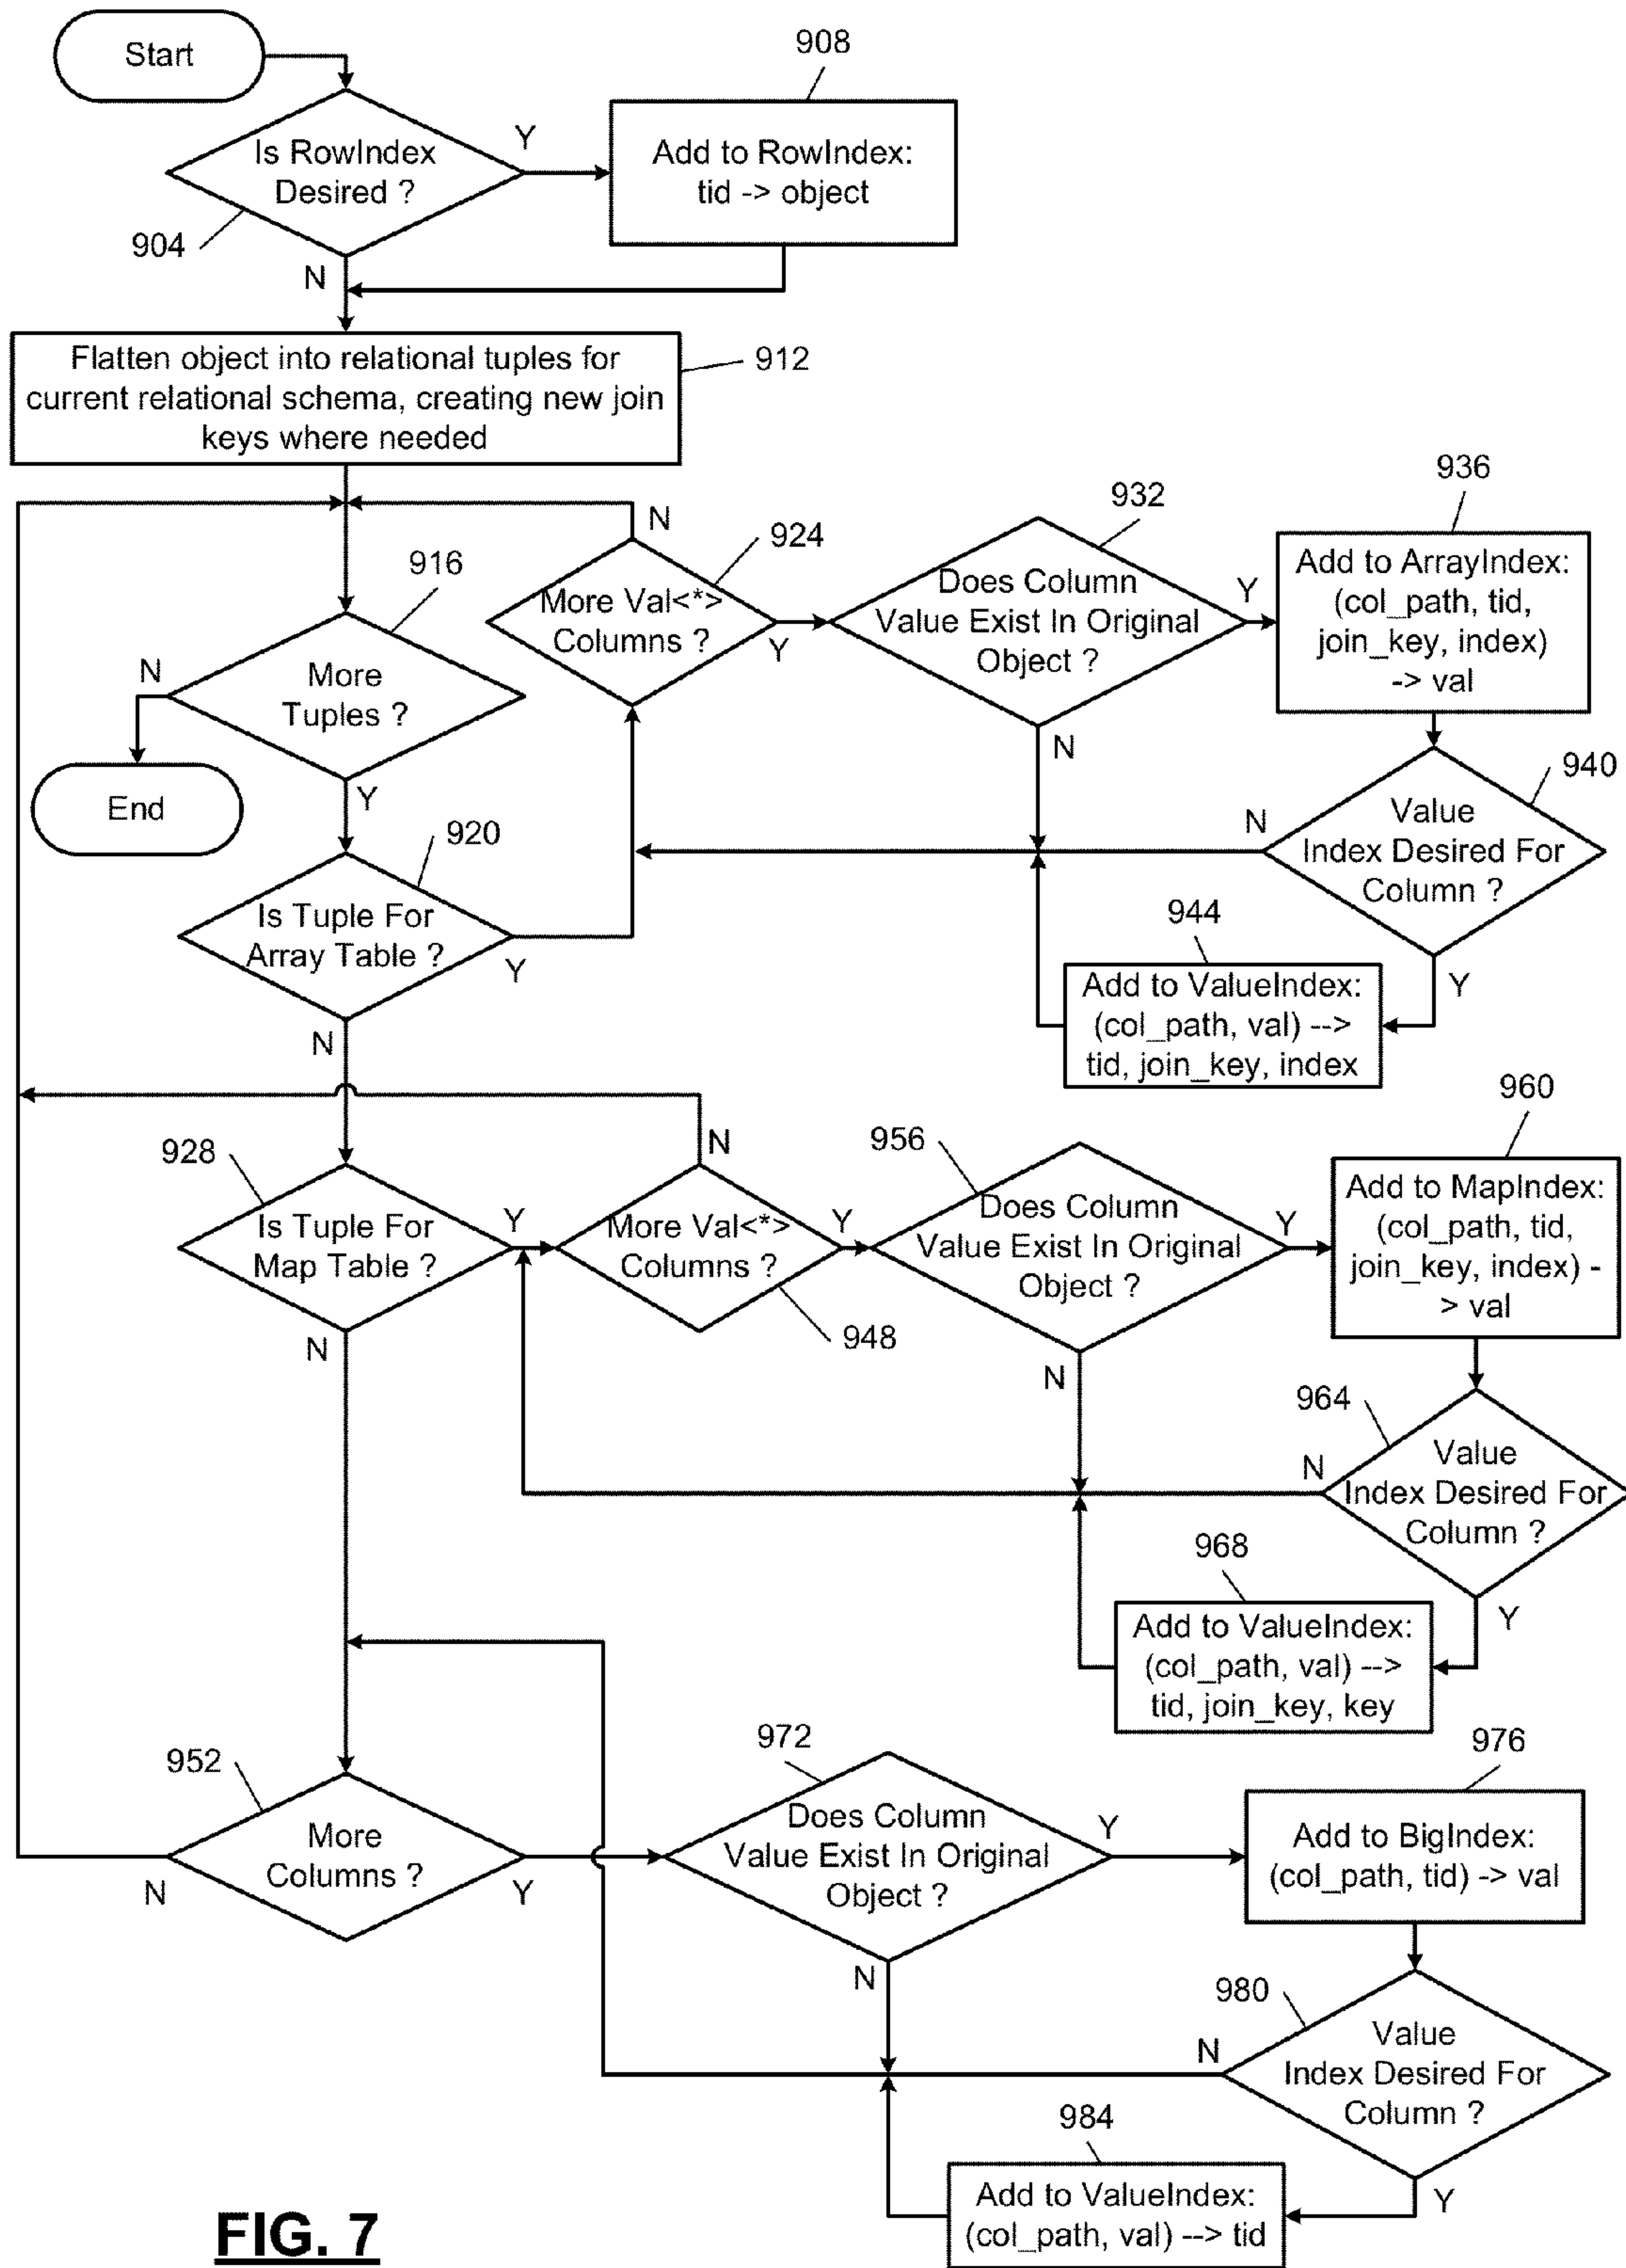 Start
908
Is RowIndex
Desired ?
Y
Add to RowIndex:
tid -> object
904
N
Flatten object into relational tuples for
current relational schema, creating new join
keys where needed
912
916
More
Tuples ?
N
Y
End
920
Is Tuple For
Array Table ?
Y
N
N
924
More Val<*>
Columns ?
Y
932
Does Column
Value Exist In Original
Object ?
Y
N
936
Add to ArrayIndex:
(col_path, tid,
join_key, index)
-> val
940
Value
Index Desired For
Column ?
N
Y
944
Add to ValueIndex:
(col_path, val) -->
tid, join_key, index
928
Is Tuple For
Map Table ?
Y
N
N
More Val<*>
Columns ?
Y
948
956
Does Column
Value Exist In Original
Object ?
Y
N
960
Add to MapIndex:
(col_path, tid,
join_key, index) -
> val
964
Value
Index Desired For
Column ?
N
Y
968
Add to ValueIndex:
(col_path, val) -->
tid, join_key, key
952
More
Columns ?
N
Y
972
Does Column
Value Exist In Original
Object ?
Y
N
976
Add to BigIndex:
(col_path, tid) -> val
980
Value
Index Desired For
Column ?
N
Y
984
Add to ValueIndex:
(col_path, val) --> tid
FIG. 7